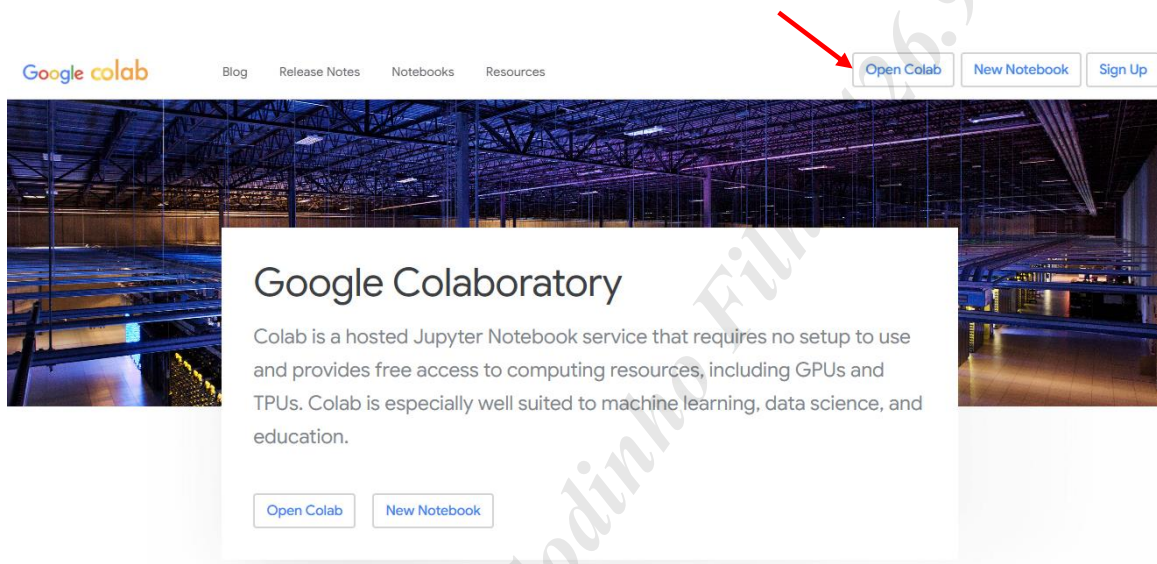 Google colab
Blog Release Notes Notebooks Resources
Open Colab New Notebook Sign Up
Google Colaboratory
Colab is a hosted Jupyter Notebook service that requires no setup to use
and provides free access to computing resources, including GPUs and
TPUs. Colab is especially well suited to machine learning, data science, and
education.
Open Colab New Notebook